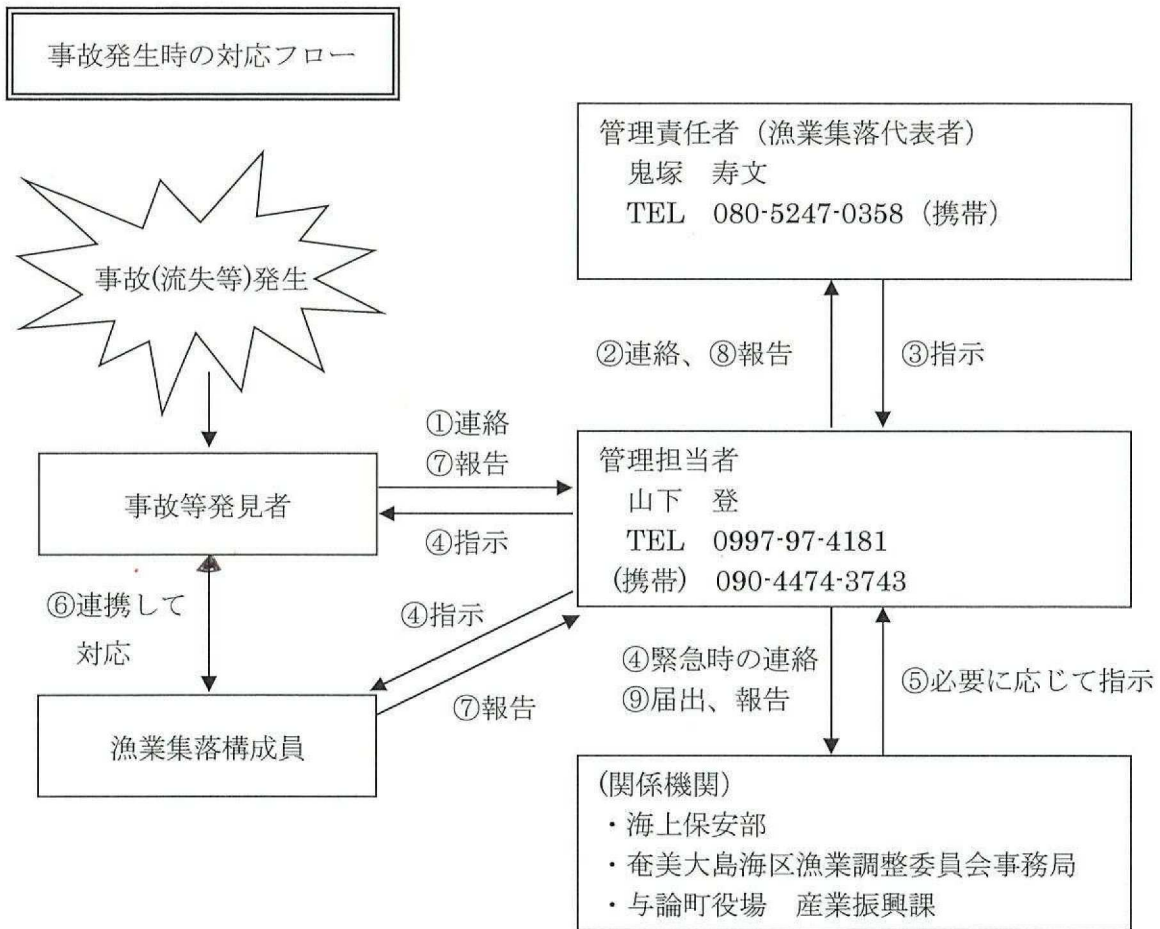 事故発生時の対応フロー
管理責任者（漁業集落代表者）
鬼塚　寿文
TEL　080-5247-0358（携帯）
事故(流失等)発生
②連絡、⑧報告
③指示
①連絡
⑦報告
④指示
事故等発見者
管理担当者
山下　登
TEL　0997-97-4181
(携帯)　090-4474-3743
⑥連携して
対応
④指示
⑦報告
④緊急時の連絡
⑨届出、報告
⑤必要に応じて指示
漁業集落構成員
(関係機関)
・海上保安部
・奄美大島海区漁業調整委員会事務局
・与論町役場　産業振興課